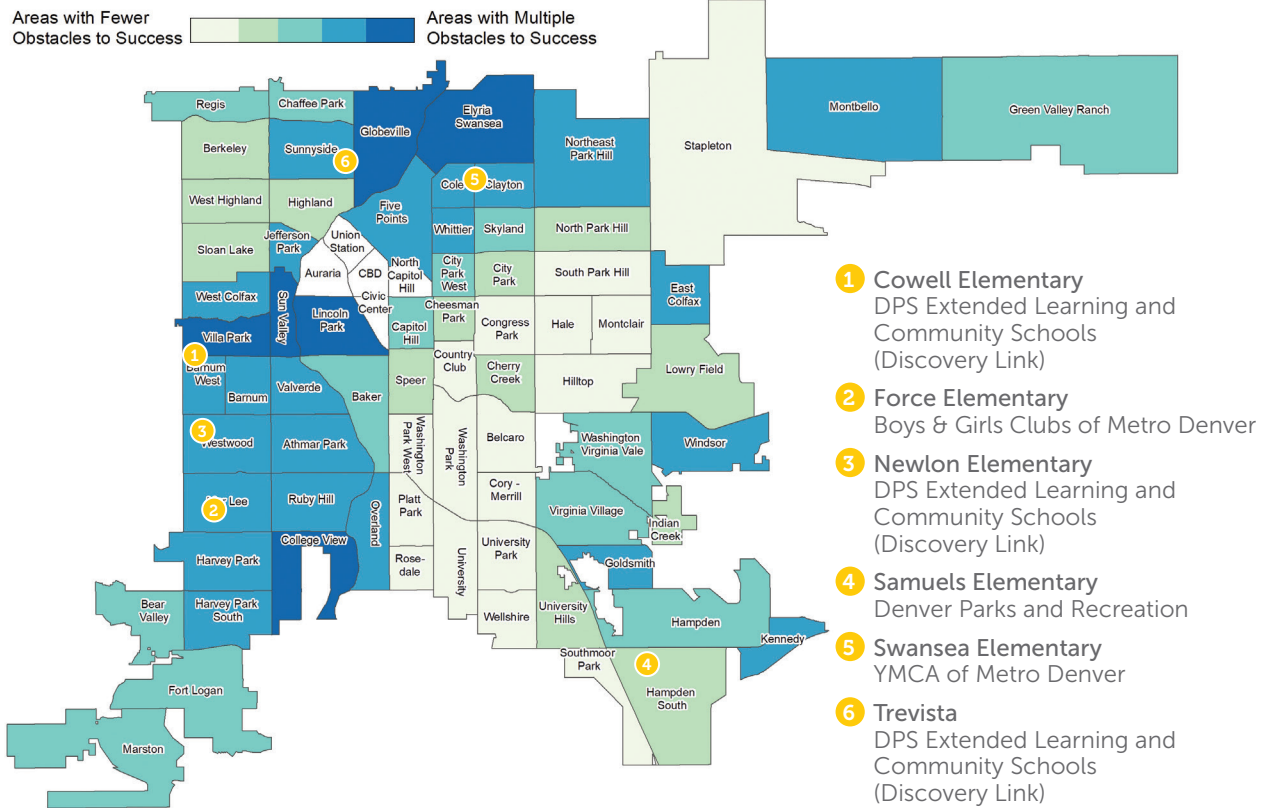 Areas with Fewer
Obstacles to Success
Areas with Multiple
Obstacles to Success
Regis
Chaffee Park
Globeville
Elyria
Swansea
Northeast
Park Hill
Stapleton
Montbello
Green Valley Ranch
Berkeley
Sunnyside
6
5
Cole
Clayton
West Highland
Highland
Five
Points
Whittier
Skyland
North Park Hill
Sloan Lake
Jefferson
Park
Union
Station
Auraria
CBD
North
Capitol
Hill
City
Park
West
City
Park
South Park Hill
East
Colfax
West Colfax
Sun Valley
Lincoln
Park
Civic
Center
Capitol
Hill
Cheesman
Park
Congress
Park
Hale
Montclair
Villa Park
1
Barnum
West
Barnum
Valverde
Baker
Speer
Country
Club
Cherry
Creek
Hilltop
Lowry Field
3
Westwood
Athmar Park
Washington
Park West
Washington
Park
Belcaro
Washington
Virginia Vale
Windsor
2
Lee
Ruby Hill
Overland
Platt
Park
Cory -
Merrill
Virginia Village
Indian
Creek
Harvey Park
College View
Rose-
dale
University
University
Park
Goldsmith
Bear
Valley
Harvey Park
South
Wellshire
University
Hills
Hampden
Kennedy
Southmoor
Park
4
Hampden
South
Fort Logan
Marston
1 Cowell Elementary
DPS Extended Learning and
Community Schools
(Discovery Link)
2 Force Elementary
Boys & Girls Clubs of Metro Denver
3 Newlon Elementary
DPS Extended Learning and
Community Schools
(Discovery Link)
4 Samuels Elementary
Denver Parks and Recreation
5 Swansea Elementary
YMCA of Metro Denver
6 Trevista
DPS Extended Learning and
Community Schools
(Discovery Link)